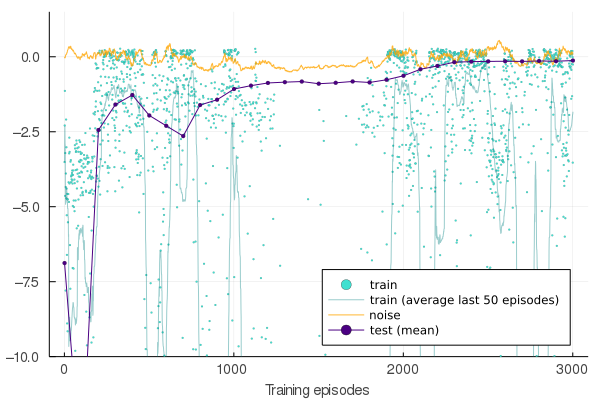 0.0
−2.5
−5.0
−7.5
−10.0
train
train (average last 50 episodes)
noise
test (mean)
0 1000 2000 3000
Training episodes